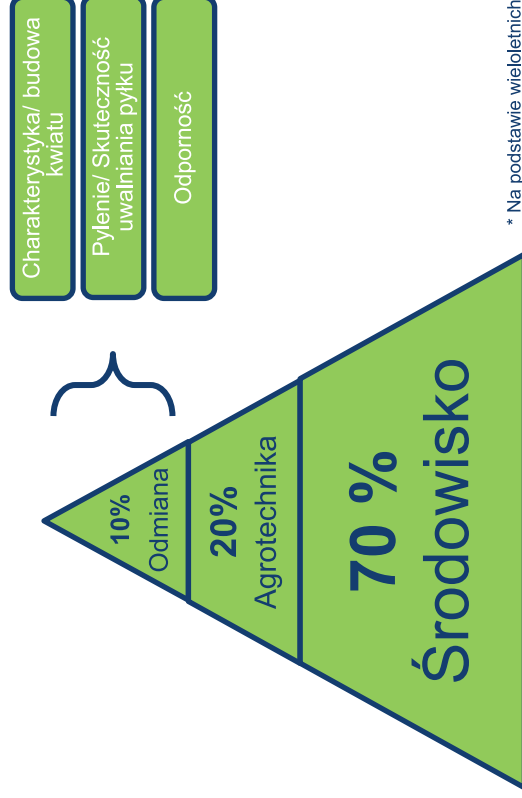 Charakterystyka/ budowa
kwiatu
Pylenie/ Skuteczność
uwalniania pyłku
Odporność
10%
Odmiana
20%
Agrotechnika
70 %
Środowisko
* Na podstawie wieloletnich